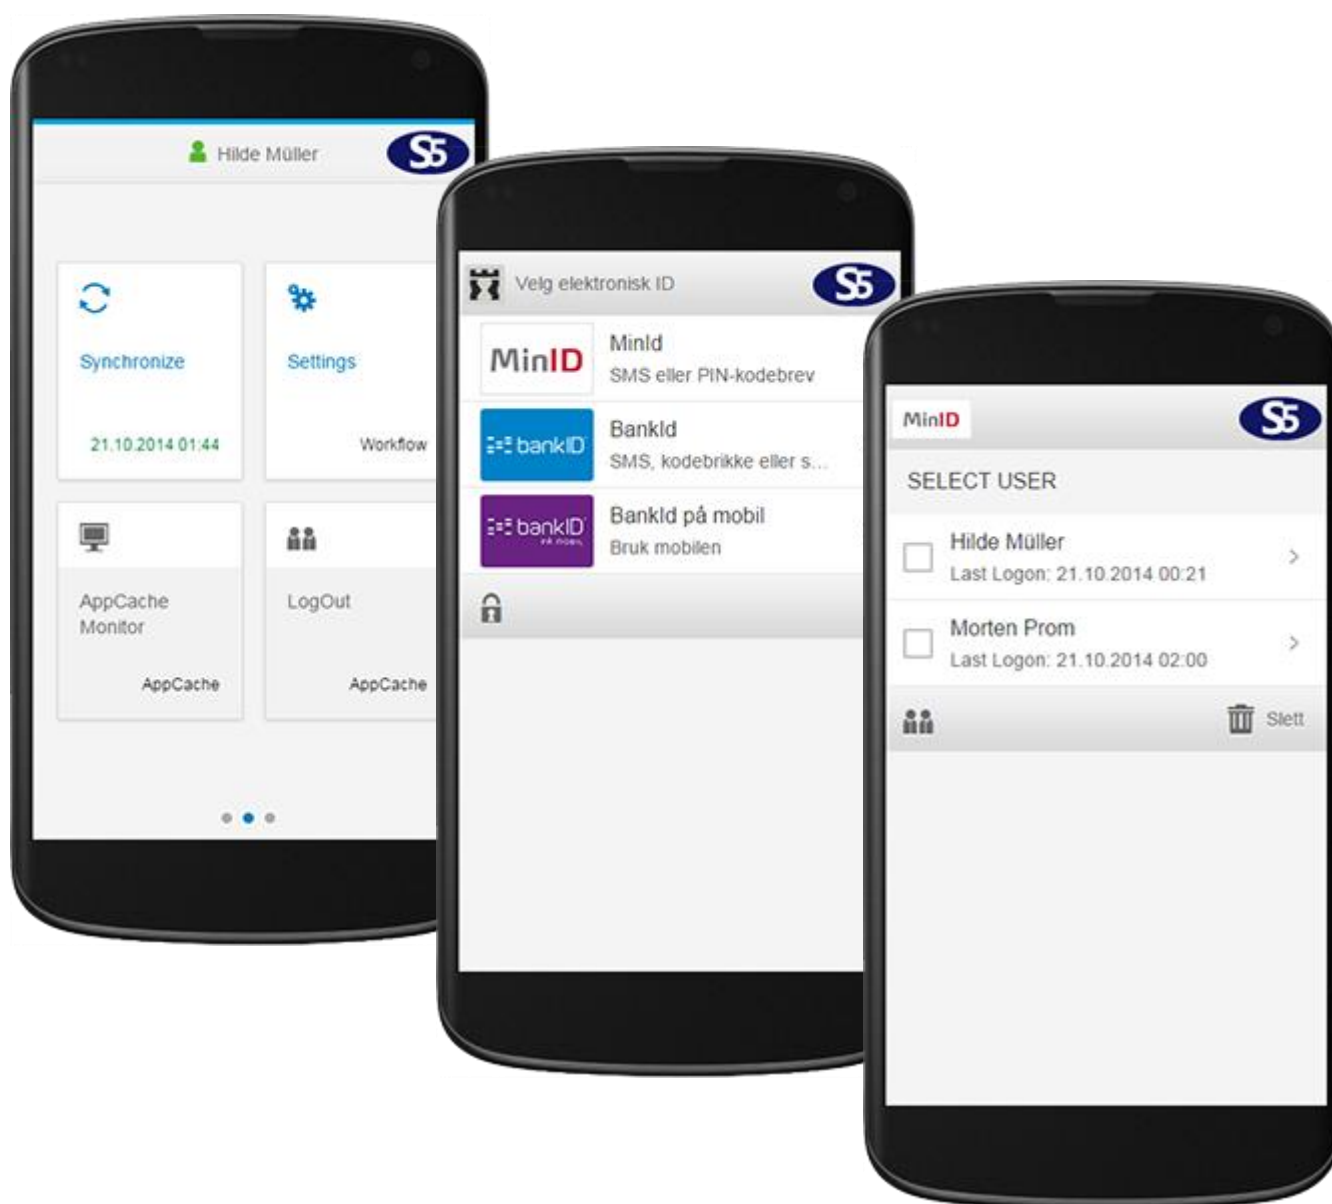 Hilde Müller
S5
Synchronize
21.10.2014 01:44
Settings
Workflow
AppCache
Monitor
AppCache
LogOut
AppCache
Velg elektronisk ID
S5
MinID
MinId
SMS eller PIN-kodebrev
bankID
BankId
SMS, kodebrikke eller s...
bankID
PÅ MOBIL
BankId på mobil
Bruk mobilen
MinID
S5
SELECT USER
Hilde Müller
Last Logon: 21.10.2014 00:21
Morten Prom
Last Logon: 21.10.2014 02:00
Slett